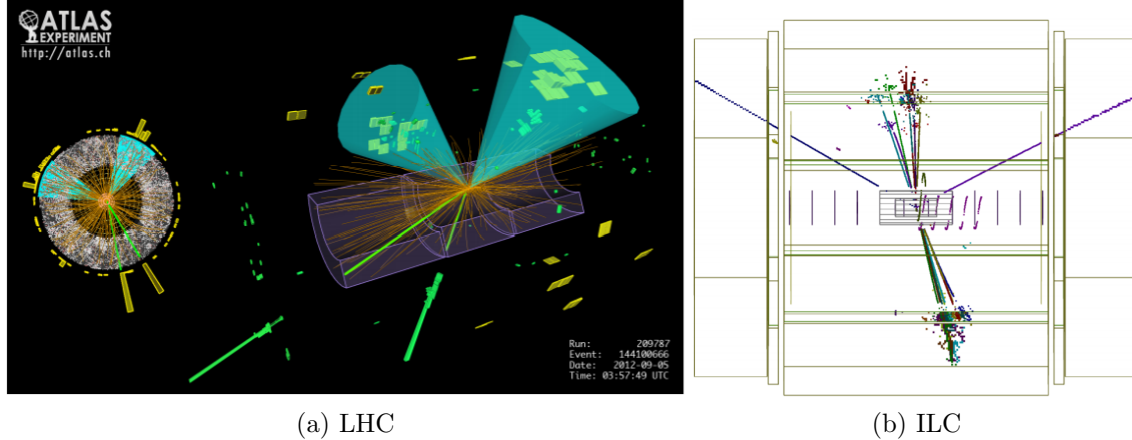 ATLAS
EXPERIMENT
http://atlas.ch
Run: 209787
Event: 144100666
Date: 2012-09-05
Time: 03:57:49 UTC
(a) LHC
(b) ILC